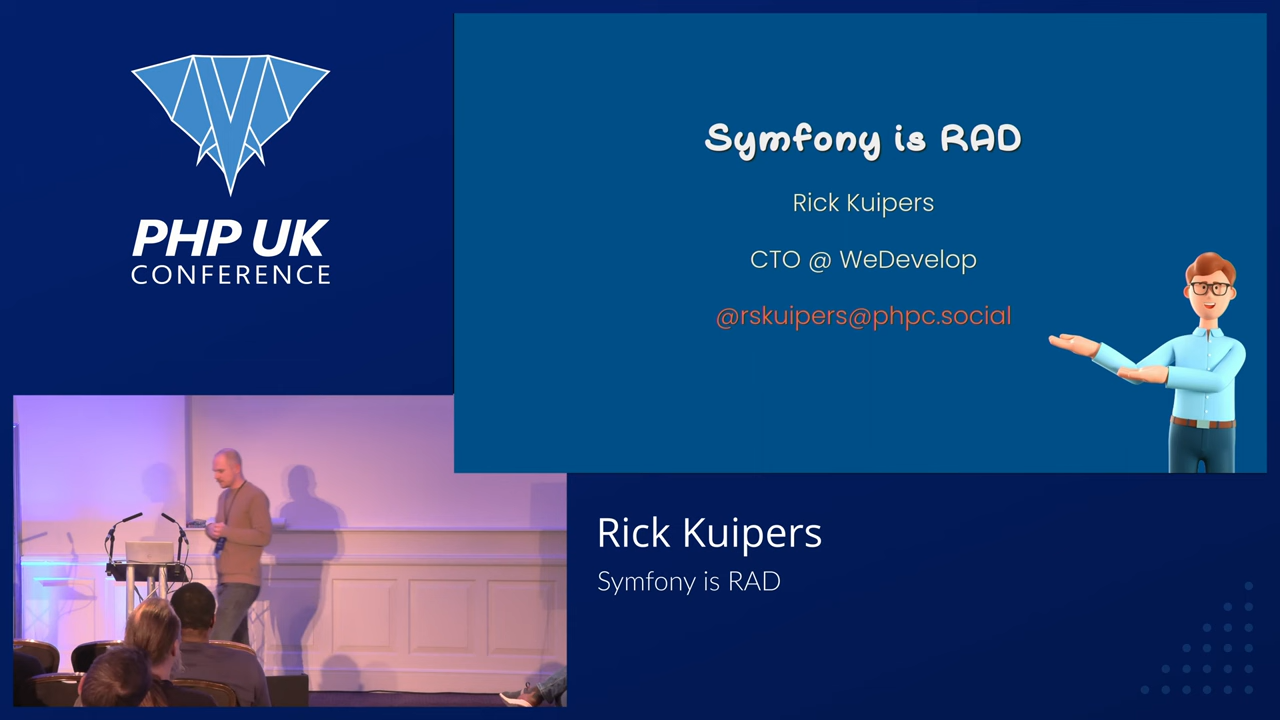 PHP UK
CONFERENCE
Symfony is RAD
Rick Kuipers
CTO @ WeDevelop
@rskuipers@phpc.social
Rick Kuipers
Symfony is RAD